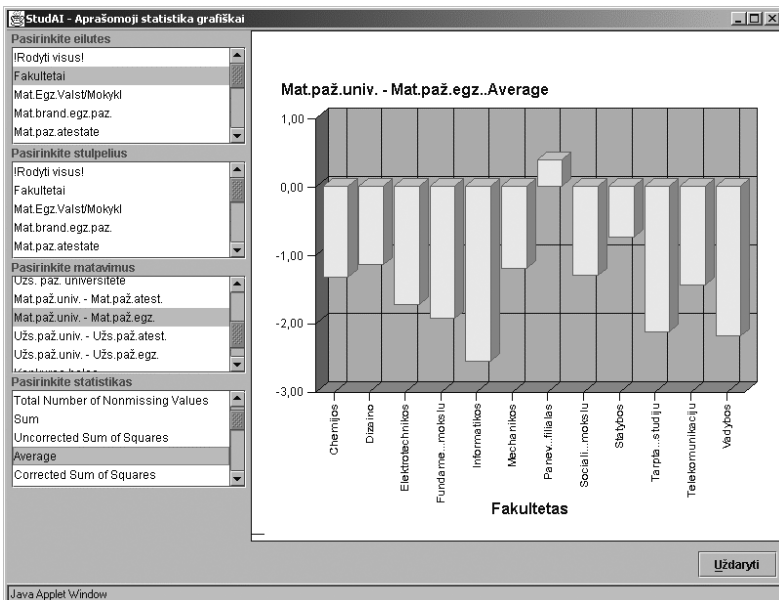 StudAI - Aprašomoji statistika grafiškai
Pasirinkite eilutes
!Rodyti visus!
Fakultetai
Mat.Egz.Valst/Mokykl
Mat.brand.egz.paz.
Mat.paz.atestate
Pasirinkite stulpelius
!Rodyti visus!
Fakultetai
Mat.Egz.Valst/Mokykl
Mat.brand.egz.paz.
Mat.paz.atestate
Pasirinkite matavimus
Užs. paž. universitete
Mat.paž.univ. - Mat.paž.atest.
Mat.paž.univ. - Mat.paž.egz.
Užs.paž.univ. - Užs.paž.atest.
Užs.paž.univ. - Užs.paž.egz.
Pasirinkite statistikas
Total Number of Nonmissing Values
Sum
Uncorrected Sum of Squares
Average
Corrected Sum of Squares
Mat.paž.univ. - Mat.paž.egz..Average
1,00
0,00
-1,00
-2,00
-3,00
Chemijos
Dizaino
Elektrotechnikos
Fundame...mokslu
Informatikos
Mechanikos
Panev...filialas
Sociali...mokslu
Statybos
Tarpta...studiju
Telekomunikaciju
Vadybos
Fakultetas
Uždaryti
Java Applet Window